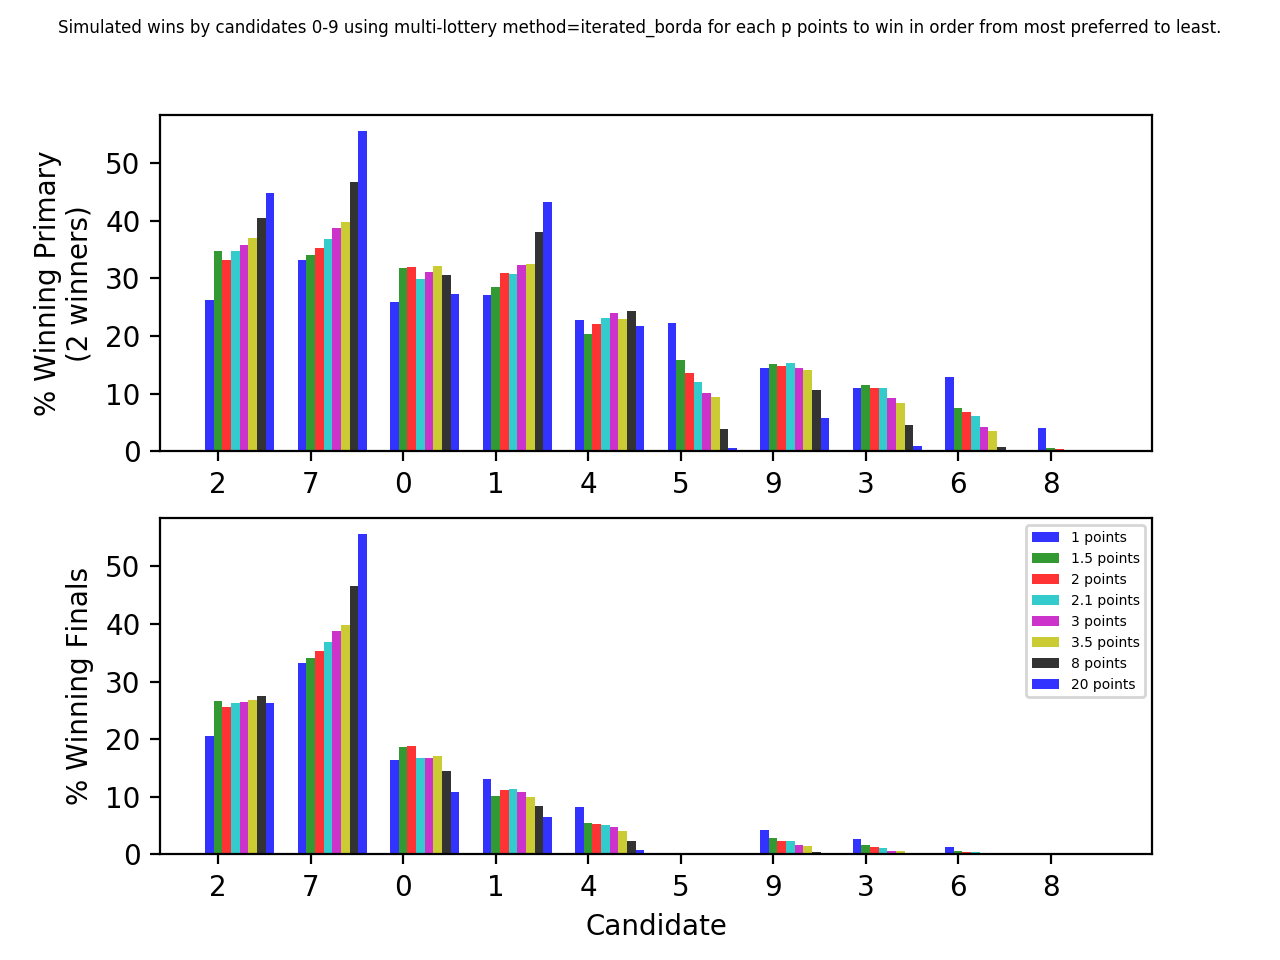 Simulated wins by candidates 0-9 using multi-lottery method=iterated_borda for each p points to win in order from most preferred to least.
% Winning Primary
(2 winners)
50
40
30
20
10
0
2 7 0 1 4 5 9 3 6 8
% Winning Finals
50
40
30
20
10
0
1 points
1.5 points
2 points
2.1 points
3 points
3.5 points
8 points
20 points
2 7 0 1 4 5 9 3 6 8
Candidate